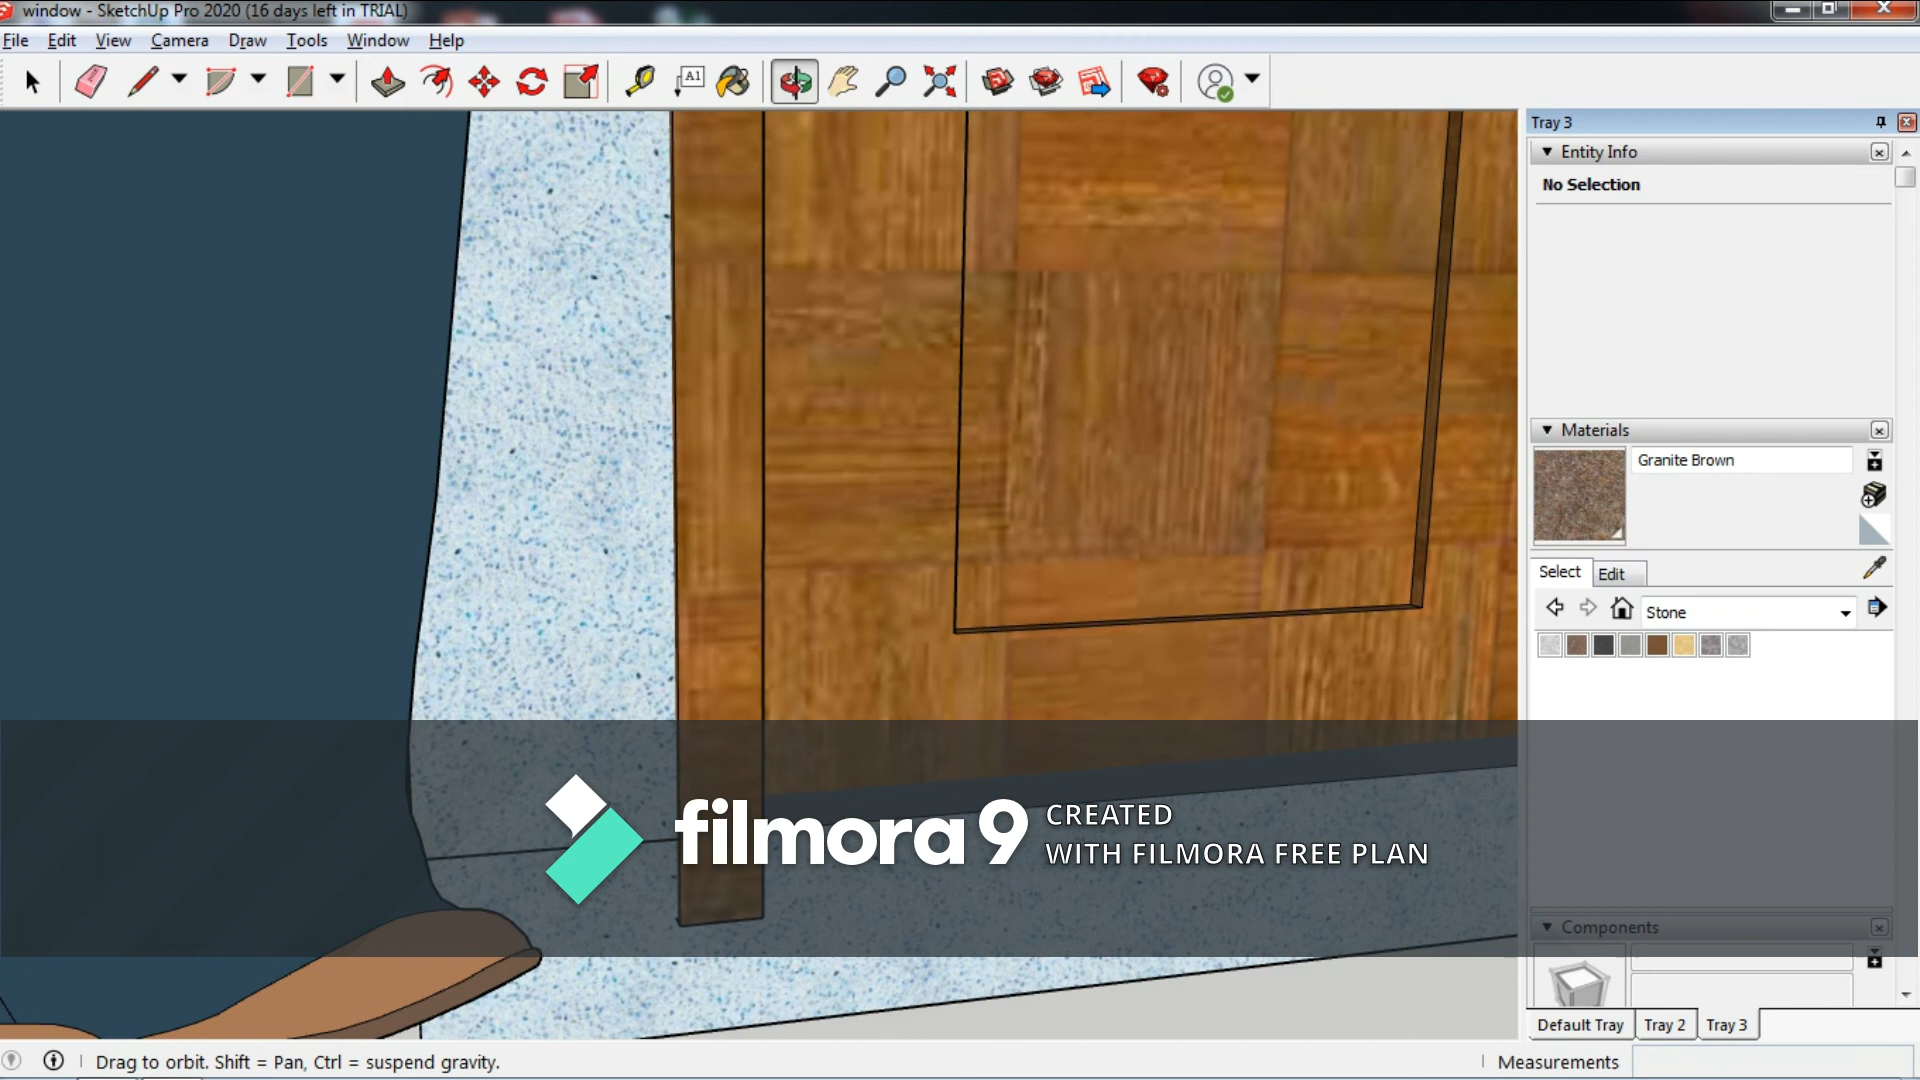 window - SketchUp Pro 2020 (16 days left in TRIAL)
File Edit View Camera Draw Tools Window Help
A1
Tray 3
Entity Info
No Selection
Materials
Granite Brown
Select Edit
Stone
filmora9 CREATED
WITH FILMORA FREE PLAN
Components
Default Tray Tray 2 Tray 3
Drag to orbit. Shift = Pan, Ctrl = suspend gravity.
Measurements